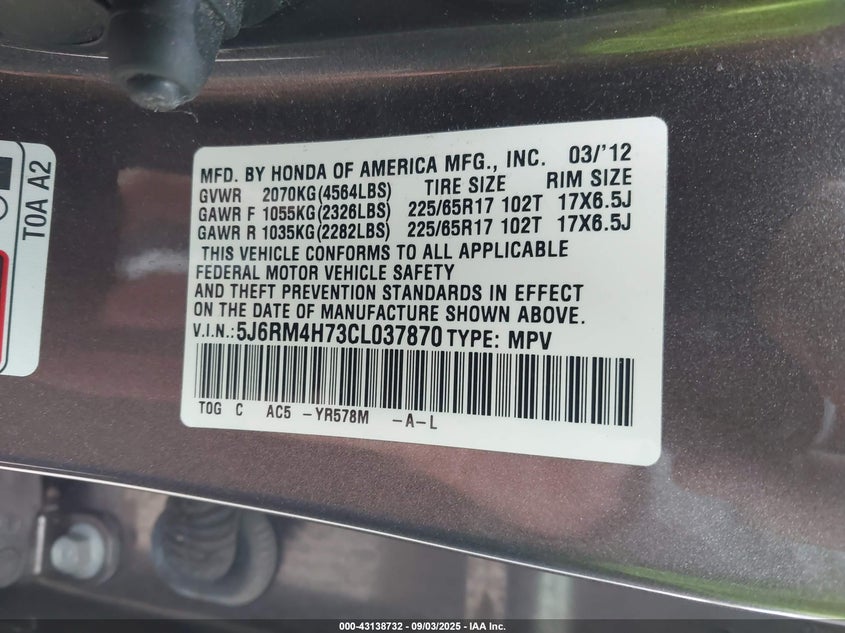 MFD. BY HONDA OF AMERICA MFG., INC. 03/'12
GVWR 2070KG(4564LBS) TIRE SIZE RIM SIZE
GAWR F 1055KG(2326LBS) 225/65R17 102T 17X6.5J
GAWR R 1035KG(2282LBS) 225/65R17 102T 17X6.5J
THIS VEHICLE CONFORMS TO ALL APPLICABLE
FEDERAL MOTOR VEHICLE SAFETY
AND THEFT PREVENTION STANDARDS IN EFFECT
ON THE DATE OF MANUFACTURE SHOWN ABOVE.
V.I.N.:5J6RM4H73CL037870 TYPE: MPV
TOG C AC5 -YR578M -A-L
TOA A2
000-43138732 - 09/03/2025 - IAA Inc.